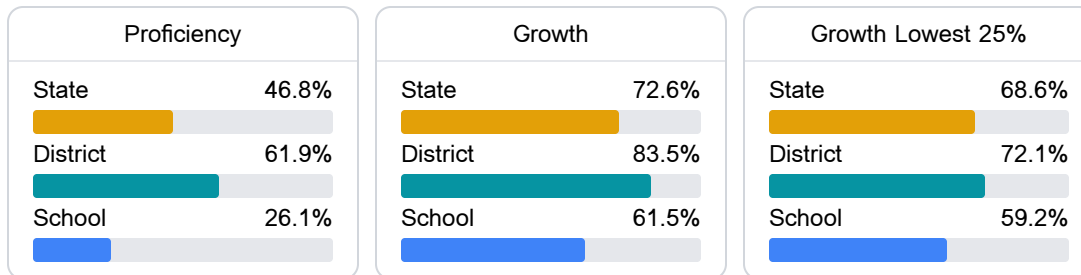 Proficiency
State 46.8%
District 61.9%
School 26.1%
Growth
State 72.6%
District 83.5%
School 61.5%
Growth Lowest 25%
State 68.6%
District 72.1%
School 59.2%